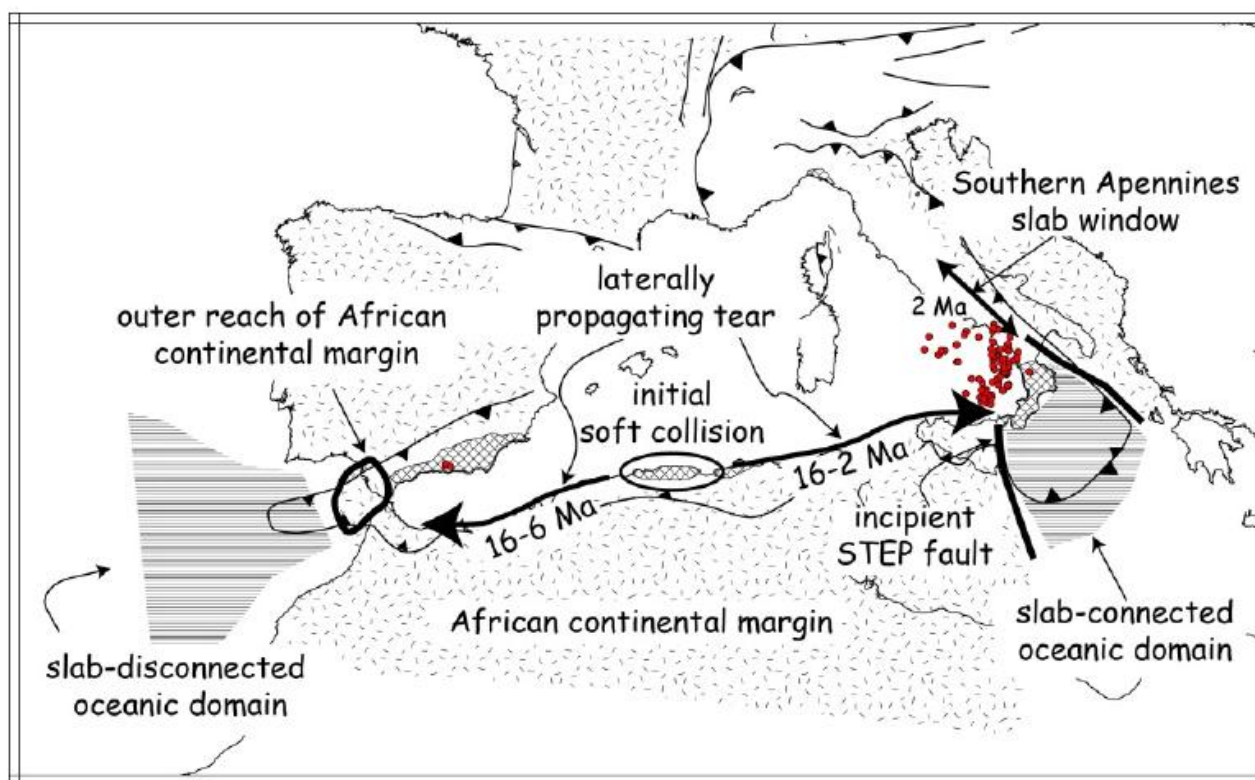 Southern Apennines
slab window
laterally
propagating tear
2 Ma
outer reach of African
continental margin
initial
soft collision
16-2 Ma
16-6 Ma
incipient
STEP fault
African continental margin
slab-connected
oceanic domain
slab-disconnected
oceanic domain